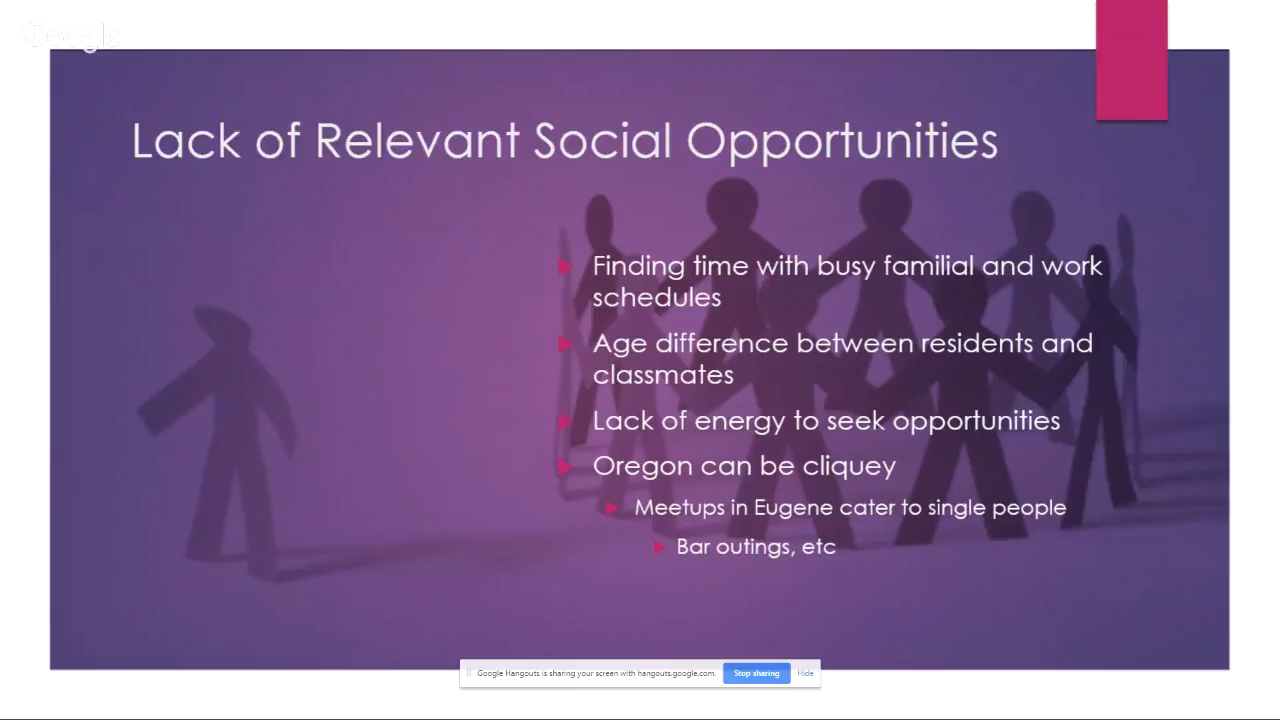 Google
Lack of Relevant Social Opportunities
Finding time with busy familial and work
schedules
Age difference between residents and
classmates
Lack of energy to seek opportunities
Oregon can be cliquey
Meetups in Eugene cater to single people
Bar outings, etc
Google Hangouts is sharing your screen with hangouts.google.com. Stop sharing Hide